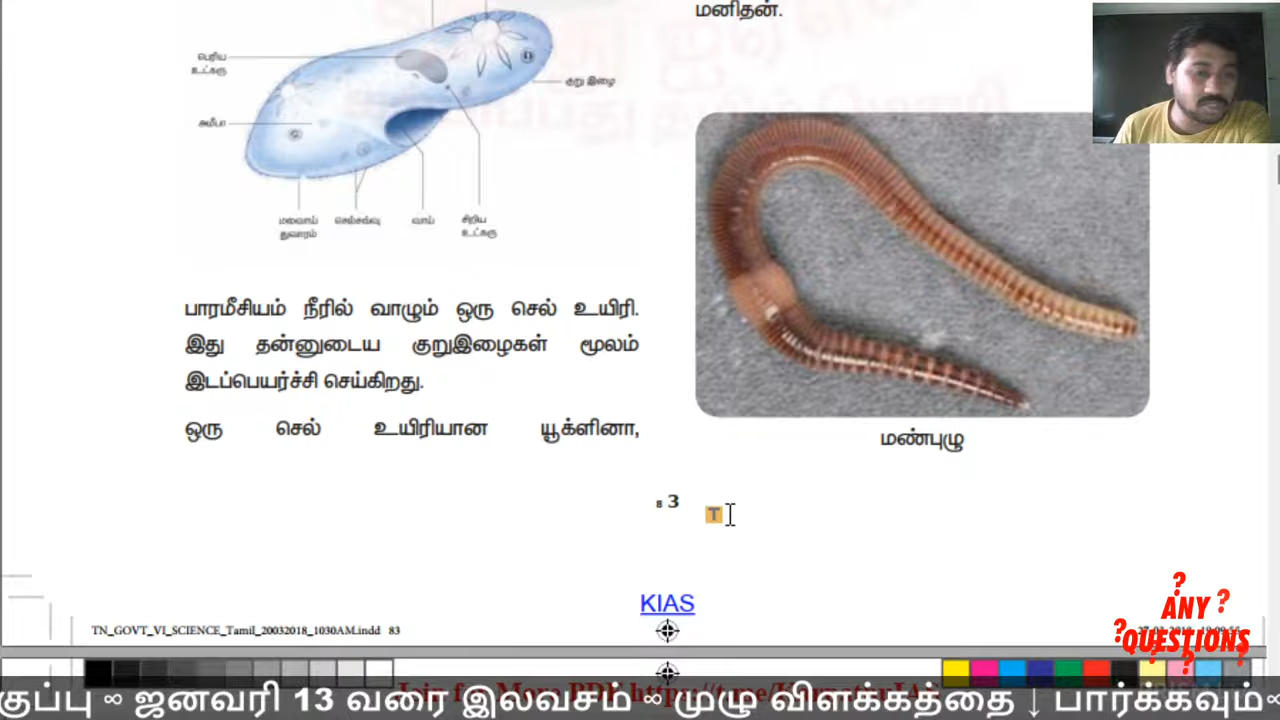 மனிதன்.
பெரிய
உட்கரு
குறு இழை
அமீபா
மலவாய்
துவாரம்
செல்சவ்வு
வாய்
சிறிய
உட்கரு
பாரமீசியம் நீரில் வாழும் ஒரு செல் உயிரி.
இது தன்னுடைய குறுஇழைகள் மூலம்
இடப்பெயர்ச்சி செய்கிறது.
ஒரு செல் உயிரியான யூக்ளினா,
மண்புழு
83
T
KIAS
ANY
QUESTIONS
TN_GOVT_VI_SCIENCE_Tamil_20032018_1030AM.indd 83
குப்பு ∞ ஜனவரி 13 வரை இலவசம் ∞ முழு விளக்கத்தை ↓ பார்க்கவும்